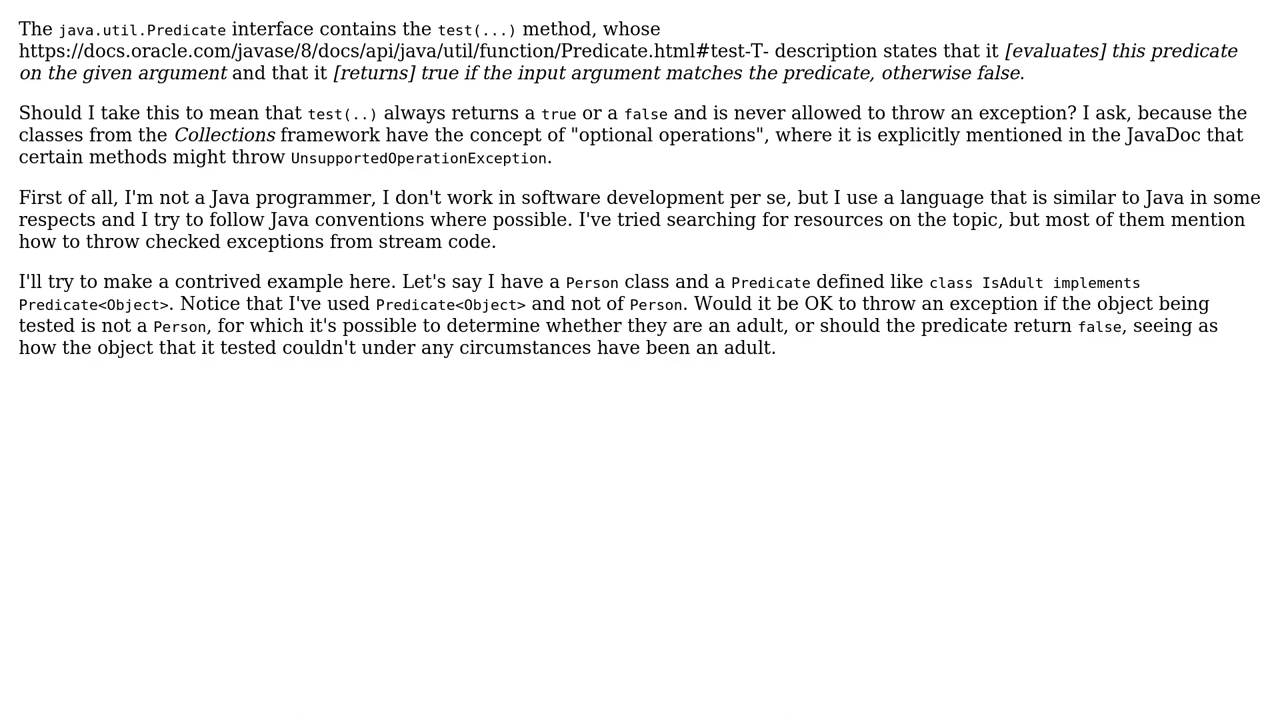 The java.util.Predicate interface contains the test(...) method, whose
https://docs.oracle.com/javase/8/docs/api/java/util/function/Predicate.html#test-T- description states that it [evaluates] this predicate
on the given argument and that it [returns] true if the input argument matches the predicate, otherwise false.
Should I take this to mean that test(..) always returns a true or a false and is never allowed to throw an exception? I ask, because the
classes from the Collections framework have the concept of "optional operations", where it is explicitly mentioned in the JavaDoc that
certain methods might throw UnsupportedOperationException.
First of all, I'm not a Java programmer, I don't work in software development per se, but I use a language that is similar to Java in some
respects and I try to follow Java conventions where possible. I've tried searching for resources on the topic, but most of them mention
how to throw checked exceptions from stream code.
I'll try to make a contrived example here. Let's say I have a Person class and a Predicate defined like class IsAdult implements
Predicate<Object>. Notice that I've used Predicate<Object> and not of Person. Would it be OK to throw an exception if the object being
tested is not a Person, for which it's possible to determine whether they are an adult, or should the predicate return false, seeing as
how the object that it tested couldn't under any circumstances have been an adult.